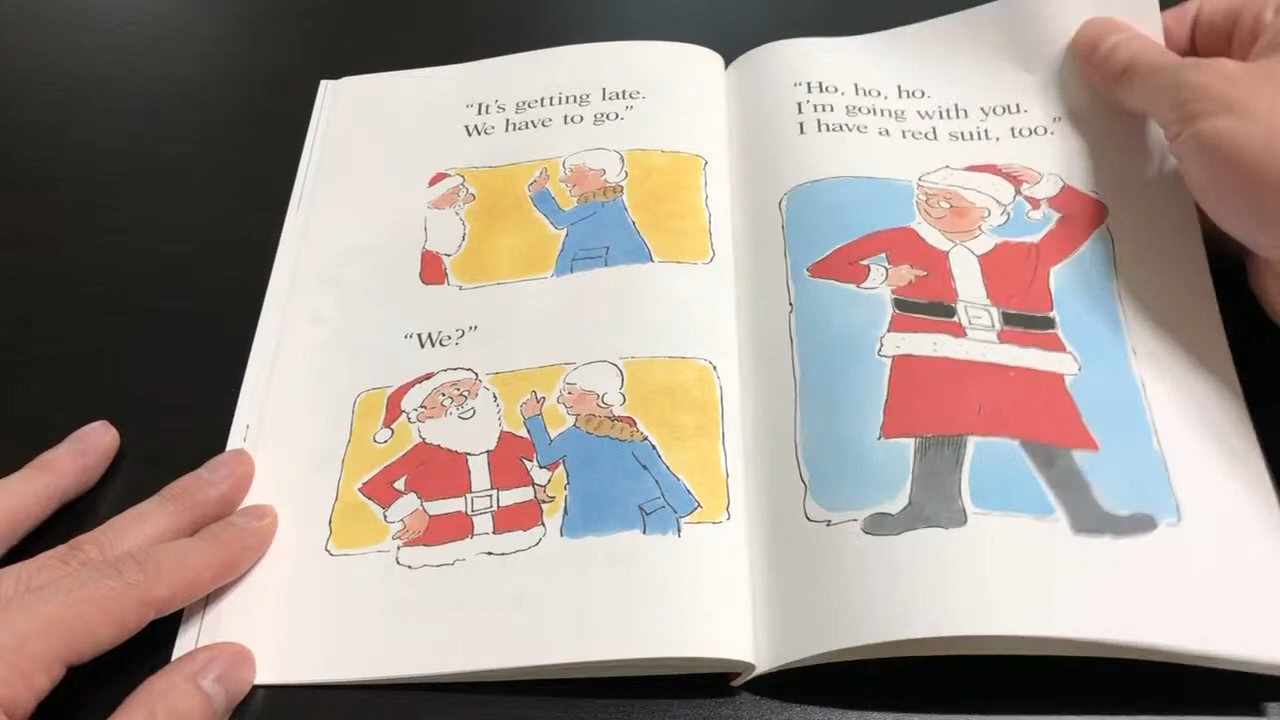 “It’s getting late.
We have to go.”
“We?”
“Ho, ho, ho.
I’m going with you.
I have a red suit, too.”